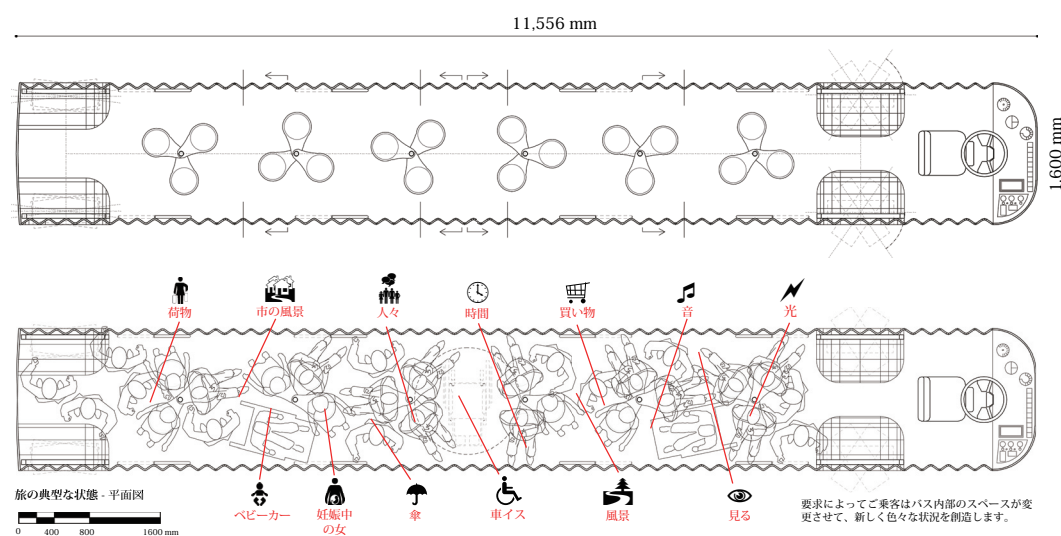 11,556 mm
1,600 mm
荷物
市の風景
人々
時間
買い物
音
光
ベビーカー
妊娠中
の女
傘
車イス
風景
見る
旅の典型な状態 - 平面図
0 400 800 1600 mm
要求によってご乗客はバス内部のスペースが変
更させて、新しく色々な状況を創造します。